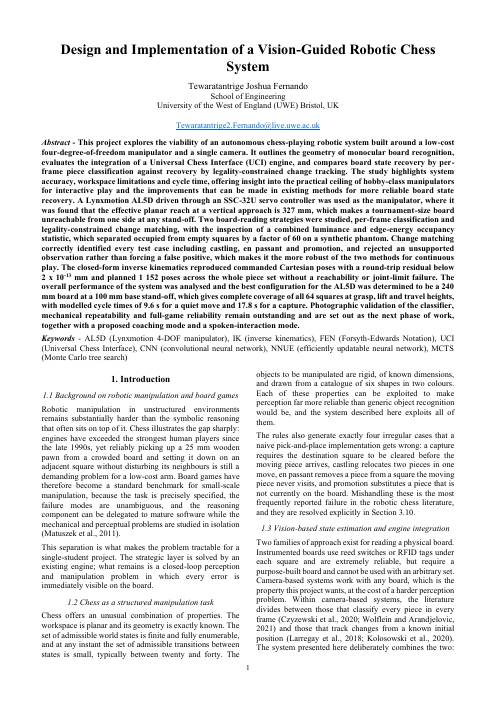 Design and Implementation of a Vision-Guided Robotic Chess
System
Tewaratantrige Joshua Fernando
School of Engineering
University of the West of England (UWE) Bristol, UK
Tewaratantrige2.Fernando@live.uwe.ac.uk
Abstract - This project explores the viability of an autonomous chess-playing robotic system built around a low-cost
four-degree-of-freedom manipulator and a single camera. It outlines the geometry of monocular board recognition,
evaluates the integration of a Universal Chess Interface (UCI) engine, and compares board state recovery by per-
frame piece classification against recovery by legality-constrained change tracking. The study highlights system
accuracy, workspace limitations and cycle time, offering insight into the practical ceiling of hobby-class manipulators
for interactive play and the improvements that can be made in existing methods for more reliable board state
recovery. A Lynxmotion AL5D driven through an SSC-32U servo controller was used as the manipulator, where it
was found that the effective planar reach at a vertical approach is 327 mm, which makes a tournament-size board
unreachable from one side at any stand-off. Two board-reading strategies were studied, per-frame classification and
legality-constrained change matching, with the inspection of a combined luminance and edge-energy occupancy
statistic, which separated occupied from empty squares by a factor of 60 on a synthetic phantom. Change matching
correctly identified every test case including castling, en passant and promotion, and rejected an unsupported
observation rather than forcing a false positive, which makes it the more robust of the two methods for continuous
play. The closed-form inverse kinematics reproduced commanded Cartesian poses with a round-trip residual below
2 x 10⁻¹³ mm and planned 1 152 poses across the whole piece set without a reachability or joint-limit failure. The
overall performance of the system was analysed and the best configuration for the AL5D was determined to be a 240
mm board at a 100 mm base stand-off, which gives complete coverage of all 64 squares at grasp, lift and travel heights,
with modelled cycle times of 9.6 s for a quiet move and 17.8 s for a capture. Photographic validation of the classifier,
mechanical repeatability and full-game reliability remain outstanding and are set out as the next phase of work,
together with a proposed coaching mode and a spoken-interaction mode.
Keywords - AL5D (Lynxmotion 4-DOF manipulator), IK (inverse kinematics), FEN (Forsyth-Edwards Notation), UCI
(Universal Chess Interface), CNN (convolutional neural network), NNUE (efficiently updatable neural network), MCTS
(Monte Carlo tree search)
1. Introduction
1.1 Background on robotic manipulation and board games
Robotic manipulation in unstructured environments
remains substantially harder than the symbolic reasoning
that often sits on top of it. Chess illustrates the gap sharply:
engines have exceeded the strongest human players since
the late 1990s, yet reliably picking up a 25 mm wooden
pawn from a crowded board and setting it down on an
adjacent square without disturbing its neighbours is still a
demanding problem for a low-cost arm. Board games have
therefore become a standard benchmark for small-scale
manipulation, because the task is precisely specified, the
failure modes are unambiguous, and the reasoning
component can be delegated to mature software while the
mechanical and perceptual problems are studied in isolation
(Matuszek et al., 2011).
This separation is what makes the problem tractable for a
single-student project. The strategic layer is solved by an
existing engine; what remains is a closed-loop perception
and manipulation problem in which every error is
immediately visible on the board.
1.2 Chess as a structured manipulation task
Chess offers an unusual combination of properties. The
workspace is planar and its geometry is exactly known. The
set of admissible world states is finite and fully enumerable,
and at any instant the set of admissible transitions between
states is small, typically between twenty and forty. The
objects to be manipulated are rigid, of known dimensions,
and drawn from a catalogue of six shapes in two colours.
Each of these properties can be exploited to make
perception far more reliable than generic object recognition
would be, and the system described here exploits all of
them.
The rules also generate exactly four irregular cases that a
naive pick-and-place implementation gets wrong: a capture
requires the destination square to be cleared before the
moving piece arrives, castling relocates two pieces in one
move, en passant removes a piece from a square the moving
piece never visits, and promotion substitutes a piece that is
not currently on the board. Mishandling these is the most
frequently reported failure in the robotic chess literature,
and they are resolved explicitly in Section 3.10.
1.3 Vision-based state estimation and engine integration
Two families of approach exist for reading a physical board.
Instrumented boards use reed switches or RFID tags under
each square and are extremely reliable, but require a
purpose-built board and cannot be used with an arbitrary set.
Camera-based systems work with any board, which is the
property this project wants, at the cost of a harder perception
problem. Within camera-based systems, the literature
divides between those that classify every piece in every
frame (Czyzewski et al., 2020; Wolflein and Arandjelovic,
2021) and those that track changes from a known initial
position (Larregay et al., 2018; Kolosowski et al., 2020).
The system presented here deliberately combines the two:
1